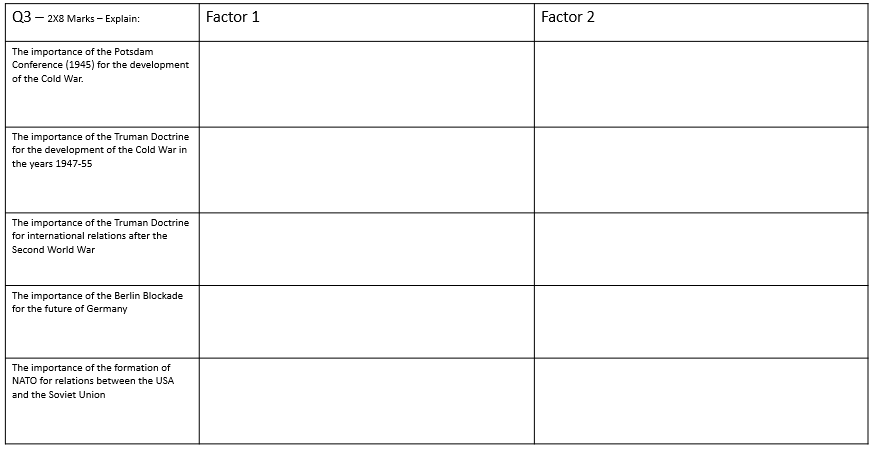 Q3 – 2X8 Marks – Explain:
Factor 1
Factor 2
The importance of the Potsdam
Conference (1945) for the development
of the Cold War.
The importance of the Truman Doctrine
for the development of the Cold War in
the years 1947-55
The importance of the Truman Doctrine
for international relations after the
Second World War
The importance of the Berlin Blockade
for the future of Germany
The importance of the formation of
NATO for relations between the USA
and the Soviet Union